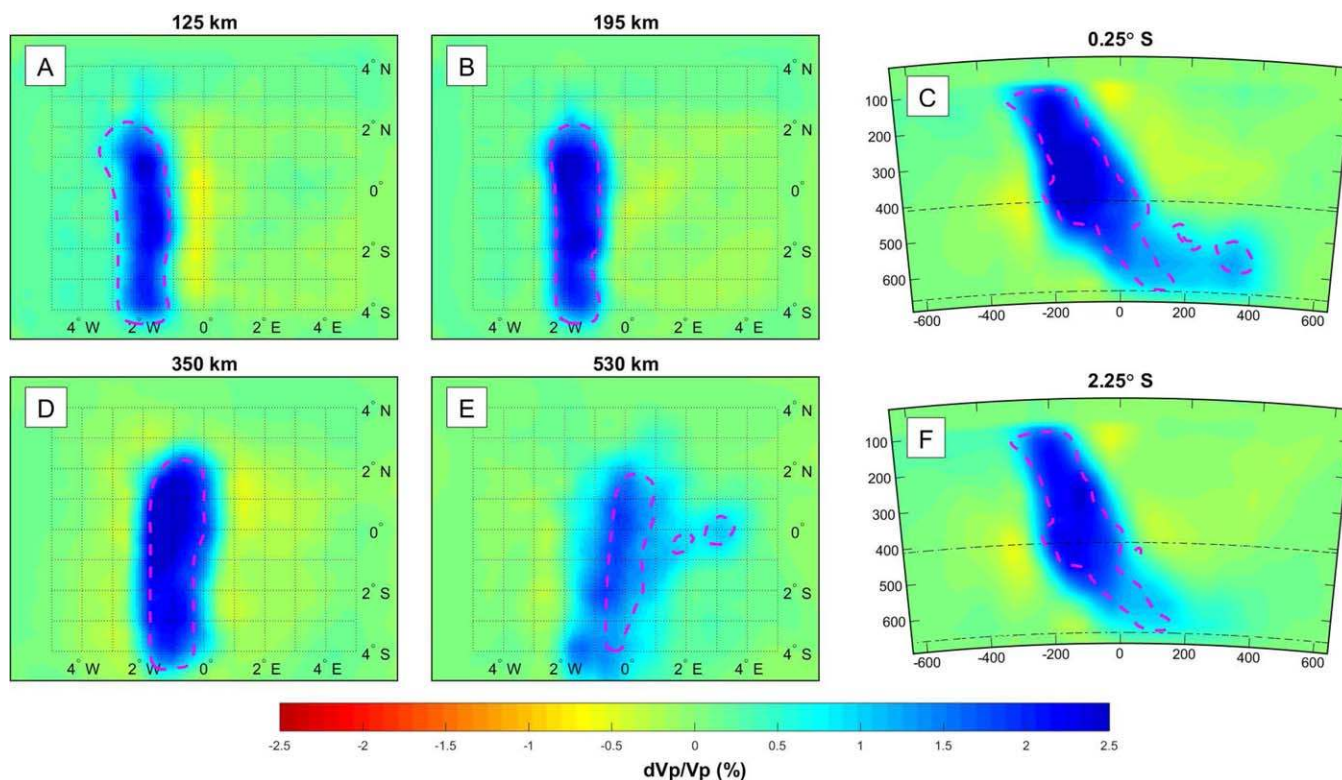 125 km
A
4° N
2° N
0°
2° S
4° S
4° W
2° W
0°
2° E
4° E
195 km
B
4° N
2° N
0°
2° S
4° S
4° W
2° W
0°
2° E
4° E
0.25° S
C
100
200
300
400
500
600
-600
-400
-200
0
200
400
600
350 km
D
4° N
2° N
0°
2° S
4° S
4° W
2° W
0°
2° E
4° E
530 km
E
4° N
2° N
0°
2° S
4° S
4° W
2° W
0°
2° E
4° E
2.25° S
F
100
200
300
400
500
600
-600
-400
-200
0
200
400
600
-2.5
-2
-1.5
-1
-0.5
0
0.5
1
1.5
2
2.5
dVp/Vp (%)